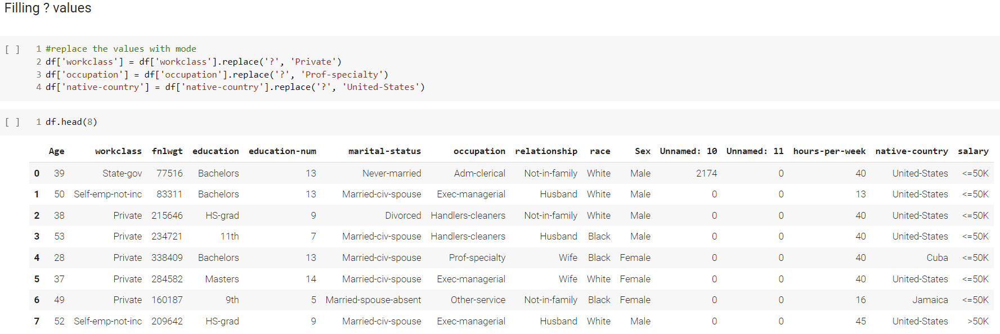 Filling ? values
[ ] 1 #replace the values with mode
2 df['workclass'] = df['workclass'].replace('?', 'Private')
3 df['occupation'] = df['occupation'].replace('?', 'Prof-specialty')
4 df['native-country'] = df['native-country'].replace('?', 'United-States')
[ ] 1 df.head(8)
Age workclass fnlwgt education education-num marital-status occupation relationship race Sex Unnamed: 10 Unnamed: 11 hours-per-week native-country salary
0 39 State-gov 77516 Bachelors 13 Never-married Adm-clerical Not-in-family White Male 2174 0 40 United-States <=50K
1 50 Self-emp-not-inc 83311 Bachelors 13 Married-civ-spouse Exec-managerial Husband White Male 0 0 13 United-States <=50K
2 38 Private 215646 HS-grad 9 Divorced Handlers-cleaners Not-in-family White Male 0 0 40 United-States <=50K
3 53 Private 234721 11th 7 Married-civ-spouse Handlers-cleaners Husband Black Male 0 0 40 United-States <=50K
4 28 Private 338409 Bachelors 13 Married-civ-spouse Prof-specialty Wife Black Female 0 0 40 Cuba <=50K
5 37 Private 284582 Masters 14 Married-civ-spouse Exec-managerial Wife White Female 0 0 40 United-States <=50K
6 49 Private 160187 9th 5 Married-spouse-absent Other-service Not-in-family Black Female 0 0 16 Jamaica <=50K
7 52 Self-emp-not-inc 209642 HS-grad 9 Married-civ-spouse Exec-managerial Husband White Male 0 0 45 United-States >50K